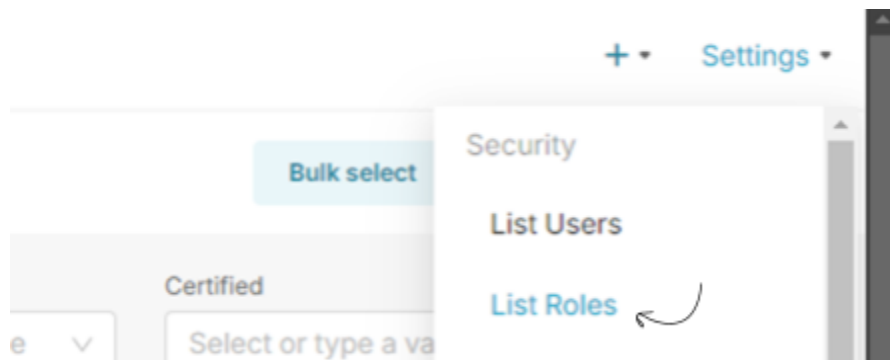 + Settings
Security
Bulk select
List Users
Certified
List Roles
e
Select or type a va